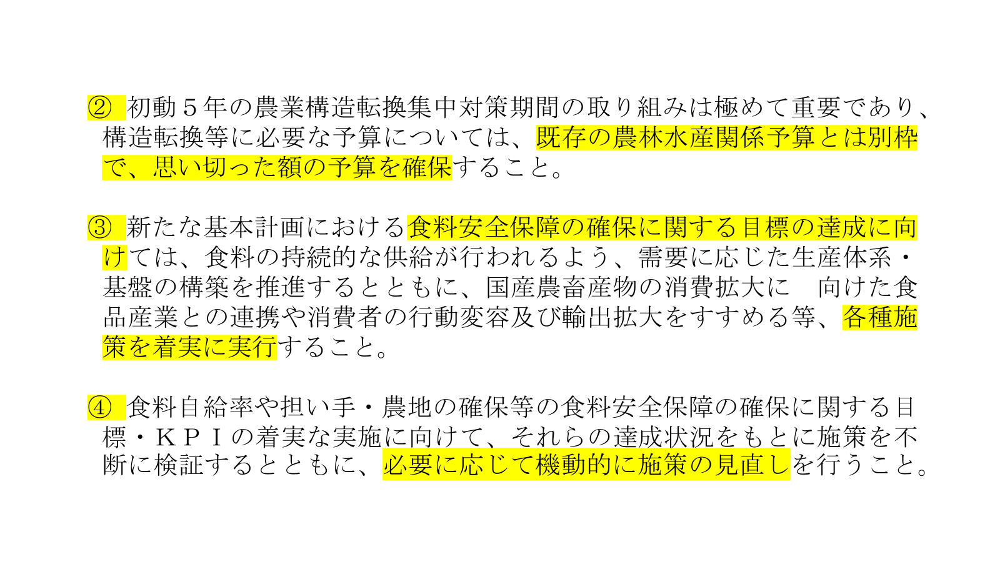 ② 初動５年の農業構造転換集中対策期間の取り組みは極めて重要であり、
構造転換等に必要な予算については、既存の農林水産関係予算とは別枠
で、思い切った額の予算を確保すること。
③ 新たな基本計画における食料安全保障の確保に関する目標の達成に向
けては、食料の持続的な供給が行われるよう、需要に応じた生産体系・
基盤の構築を推進するとともに、国産農畜産物の消費拡大に　向けた食
品産業との連携や消費者の行動変容及び輸出拡大をすすめる等、各種施
策を着実に実行すること。
④ 食料自給率や担い手・農地の確保等の食料安全保障の確保に関する目
標・ＫＰＩの着実な実施に向けて、それらの達成状況をもとに施策を不
断に検証するとともに、必要に応じて機動的に施策の見直しを行うこと。